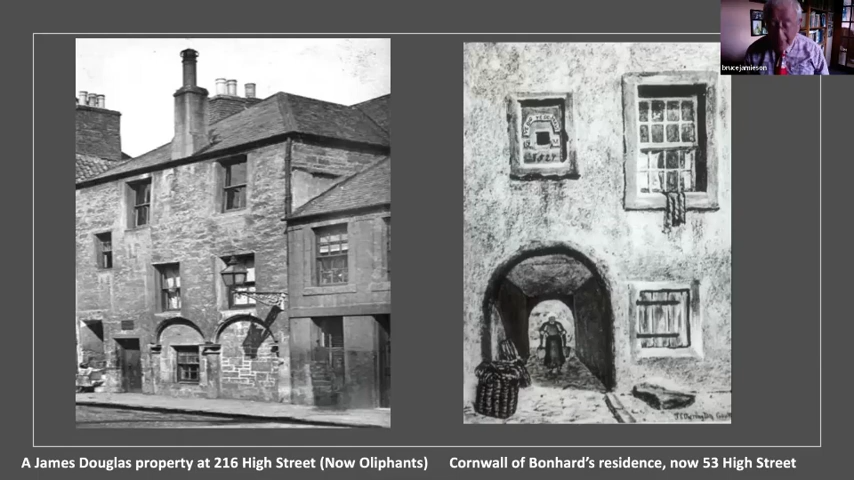 brucejamieson
A James Douglas property at 216 High Street (Now Oliphants)
Cornwall of Bonhard's residence, now 53 High Street